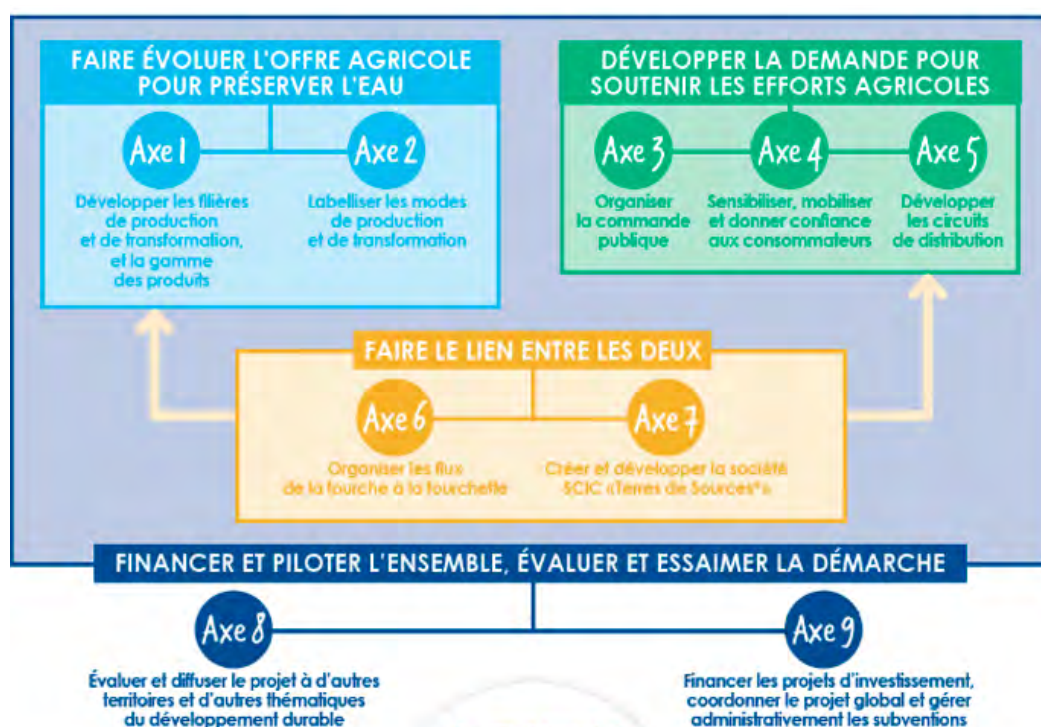 FAIRE ÉVOLUER L'OFFRE AGRICOLE
POUR PRÉSERVER L'EAU
Axe 1
Développer les filières
de production
et de transformation,
et la gamme
des produits
Axe 2
Labelliser les modes
de production
et de transformation
DÉVELOPPER LA DEMANDE POUR
SOUTENIR LES EFFORTS AGRICOLES
Axe 3
Organiser
la commande
publique
Axe 4
Sensibiliser, mobiliser
et donner confiance
aux consommateurs
Axe 5
Développer
les circuits
de distribution
FAIRE LE LIEN ENTRE LES DEUX
Axe 6
Organiser les flux
de la fourche à la fourchette
Axe 7
Créer et développer la société
SCIC «Terres de Sources®»
FINANCER ET PILOTER L'ENSEMBLE, ÉVALUER ET ESSAIMER LA DÉMARCHE
Axe 8
Évaluer et diffuser le projet à d'autres
territoires et d'autres thématiques
du développement durable
Axe 9
Financer les projets d'investissement,
coordonner le projet global et gérer
administrativement les subventions